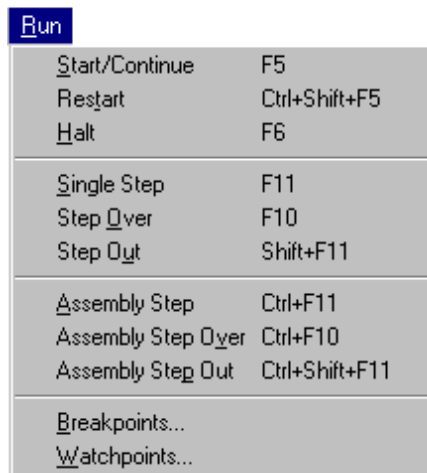 Run
Start/Continue F5
Restart Ctrl+Shift+F5
Halt F6
Single Step F11
Step Over F10
Step Out Shift+F11
Assembly Step Ctrl+F11
Assembly Step Over Ctrl+F10
Assembly Step Out Ctrl+Shift+F11
Breakpoints...
Watchpoints...